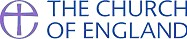 THE CHURCH
OF ENGLAND